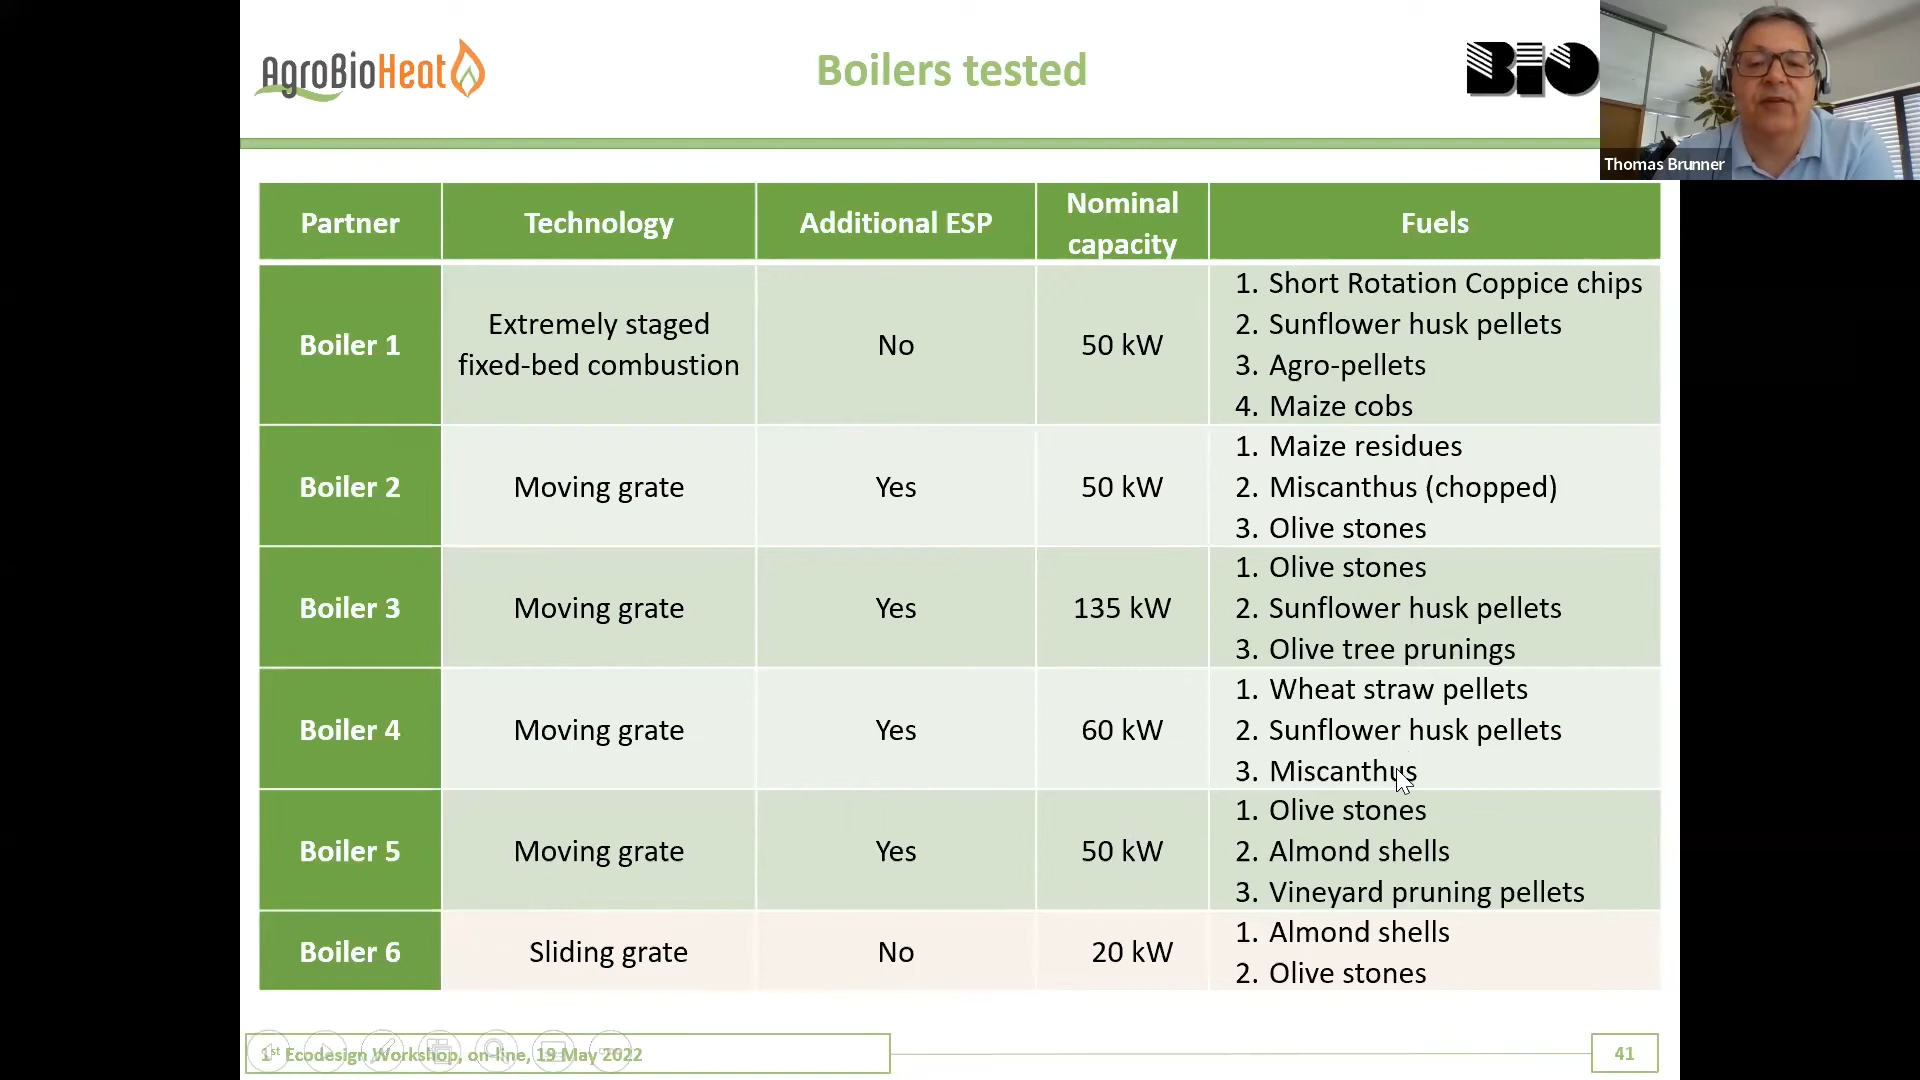 AgroBioHeat
Boilers tested
BIO
Thomas Brunner
Partner
Technology
Additional ESP
Nominal
capacity
Fuels
Boiler 1
Extremely staged
fixed-bed combustion
No
50 kW
1. Short Rotation Coppice chips
2. Sunflower husk pellets
3. Agro-pellets
4. Maize cobs
Boiler 2
Moving grate
Yes
50 kW
1. Maize residues
2. Miscanthus (chopped)
3. Olive stones
Boiler 3
Moving grate
Yes
135 kW
1. Olive stones
2. Sunflower husk pellets
3. Olive tree prunings
Boiler 4
Moving grate
Yes
60 kW
1. Wheat straw pellets
2. Sunflower husk pellets
3. Miscanthus
Boiler 5
Moving grate
Yes
50 kW
1. Olive stones
2. Almond shells
3. Vineyard pruning pellets
Boiler 6
Sliding grate
No
20 kW
1. Almond shells
2. Olive stones
1st Ecodesign Workshop, on-line, 19 May 2022
41